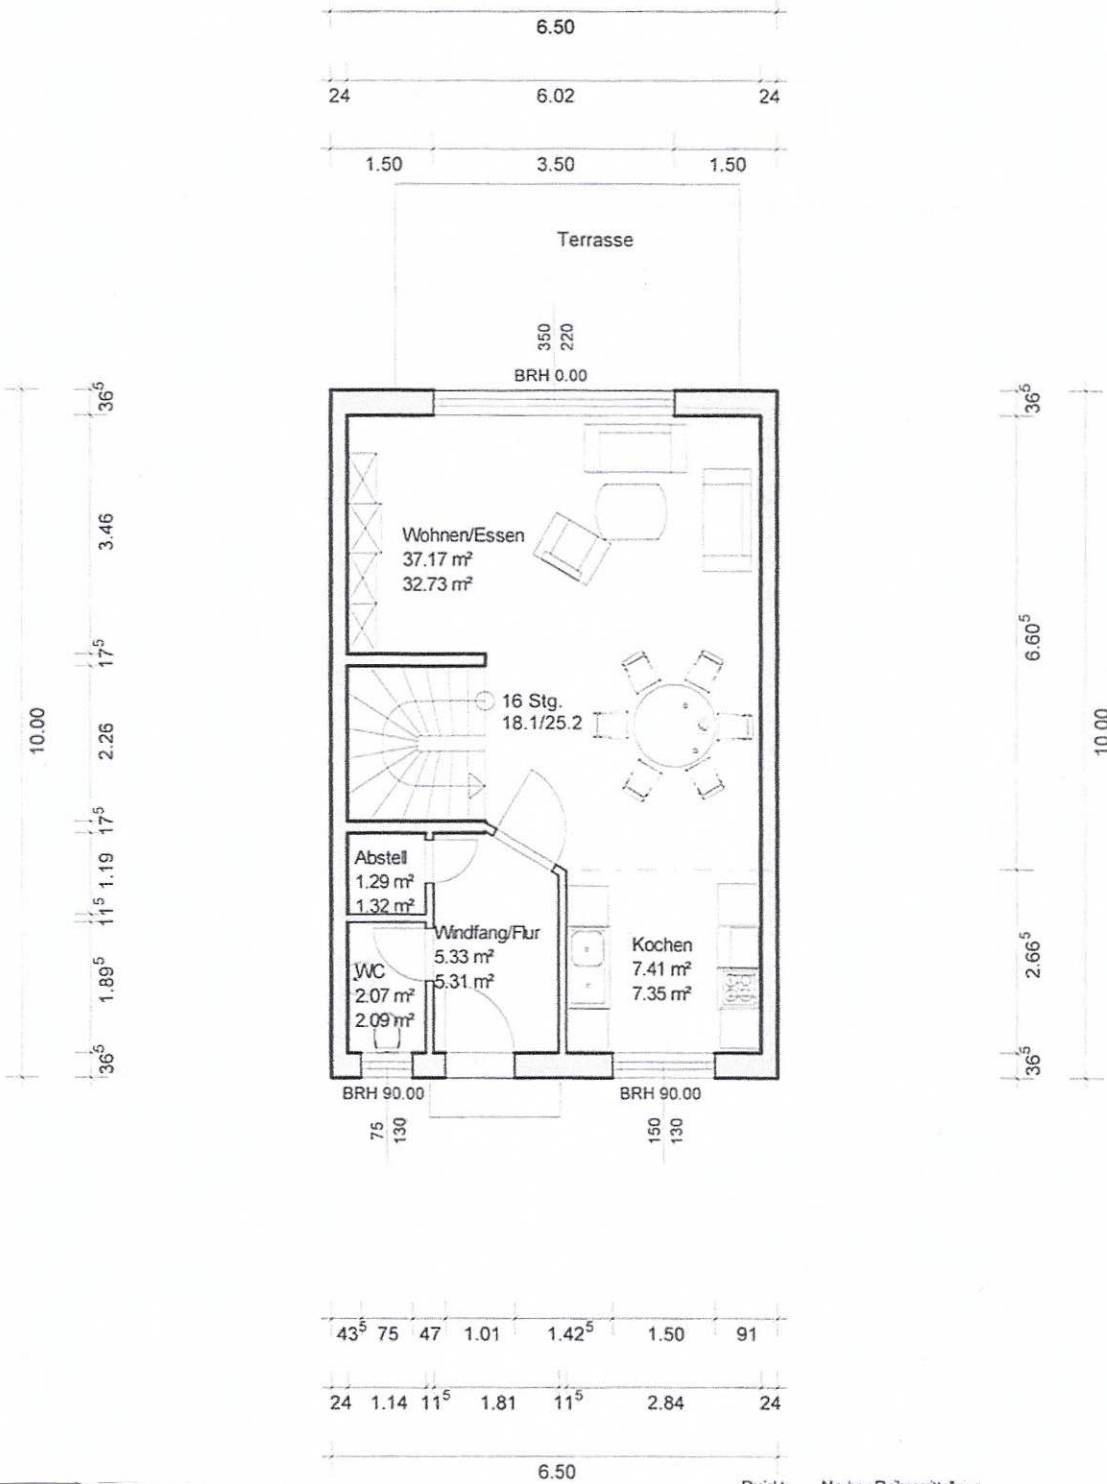 6.50
24 6.02 24
1.50 3.50 1.50
Terrasse
350
220
BRH 0.00
36⁵
3.46
17⁵
2.26
17⁵
1.19
11⁵
1.89⁵
36⁵
10.00
Wohnen/Essen
37.17 m²
32.73 m²
16 Stg.
18.1/25.2
Abstell
1.29 m²
1.32 m²
Windfang/Flur
5.33 m²
5.31 m²
WC
2.07 m²
2.09 m²
Kochen
7.41 m²
7.35 m²
36⁵
6.60⁵
2.65⁵
36⁵
10.00
BRH 90.00
75
130
BRH 90.00
150
130
43⁵ 75 47 1.01 1.42⁵ 1.50 91
24 1.14 11⁵ 1.81 11⁵ 2.84 24
6.50